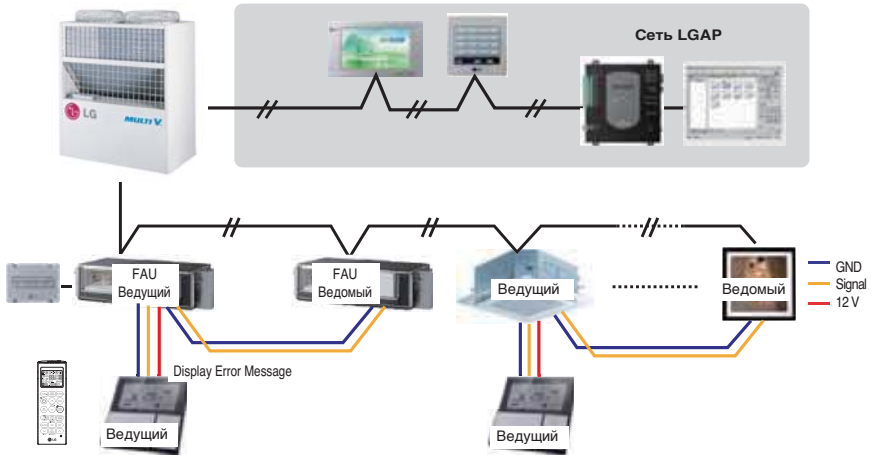 Сеть LGAP
LG
MULTI V.
FAU
Ведущий
FAU
Ведомый
Ведущий
Ведомый
GND
Signal
12 V
Display Error Message
Ведущий
Ведущий